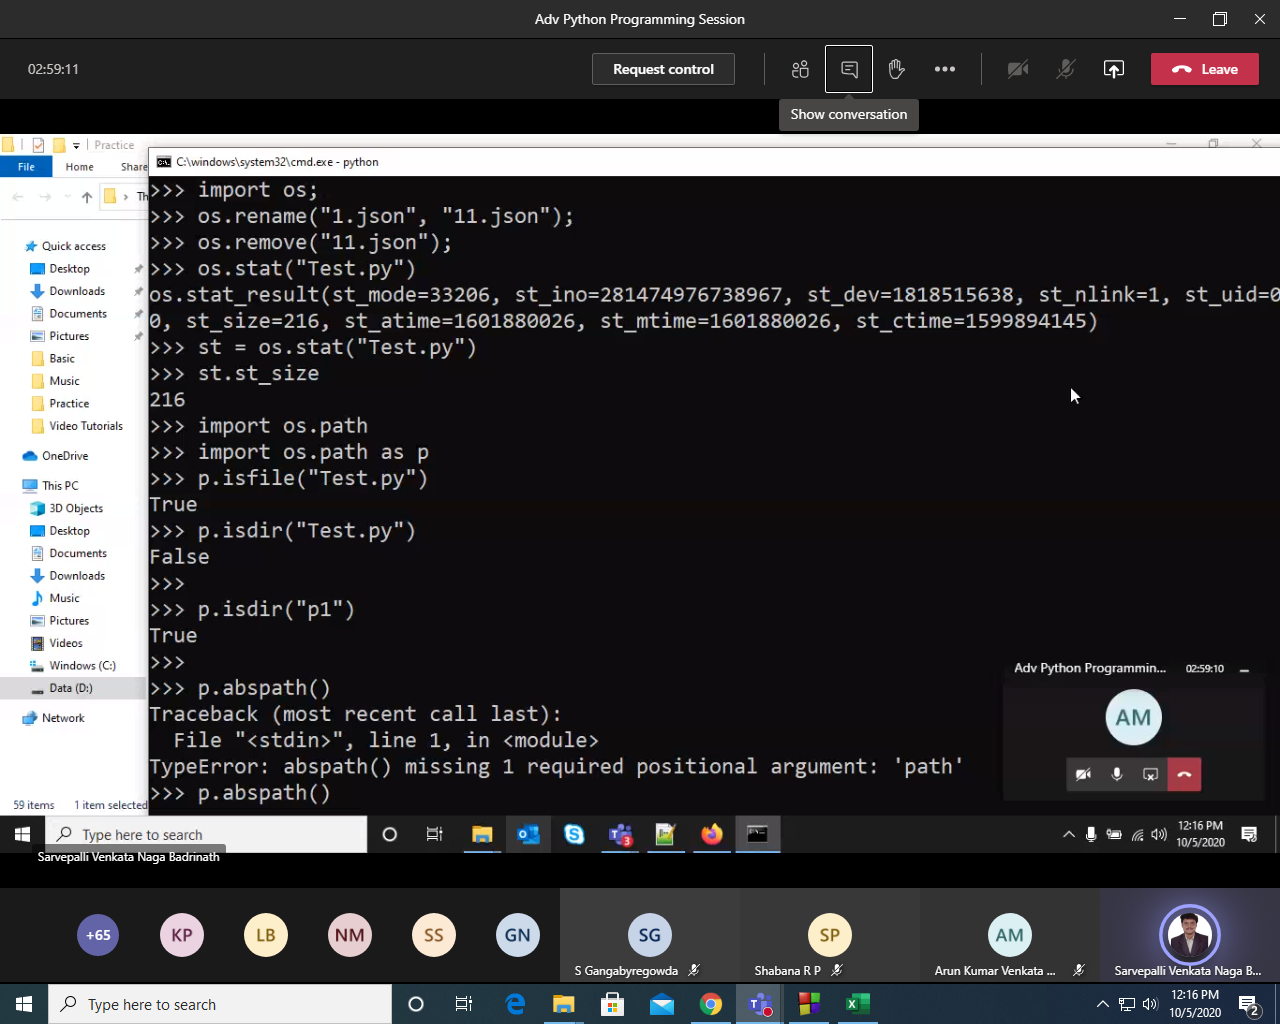 Adv Python Programming Session
02:59:11
Request control
Leave
Show conversation
Practice
File Home Share
C:\windows\system32\cmd.exe - python
Th
>>> import os;
>>> os.rename("1.json", "11.json");
>>> os.remove("11.json");
>>> os.stat("Test.py")
os.stat_result(st_mode=33206, st_ino=281474976738967, st_dev=1818515638, st_nlink=1, st_uid=0
0, st_size=216, st_atime=1601880026, st_mtime=1601880026, st_ctime=1599894145)
>>> st = os.stat("Test.py")
>>> st.st_size
216
>>> import os.path
>>> import os.path as p
>>> p.isfile("Test.py")
True
>>> p.isdir("Test.py")
False
>>>
>>> p.isdir("p1")
True
>>>
>>> p.abspath()
Traceback (most recent call last):
  File "<stdin>", line 1, in <module>
TypeError: abspath() missing 1 required positional argument: 'path'
>>> p.abspath()
Quick access
Desktop
Downloads
Documents
Pictures
Basic
Music
Practice
Video Tutorials
OneDrive
This PC
3D Objects
Desktop
Documents
Downloads
Music
Pictures
Videos
Windows (C:)
Data (D:)
Network
59 items 1 item selected
Adv Python Programmin... 02:59:10
AM
Type here to search
3
12:16 PM
10/5/2020
Sarvepalli Venkata Naga Badrinath
+65
KP
LB
NM
SS
GN
SG
S Gangabyregowda
SP
Shabana R P
AM
Arun Kumar Venkata ...
Sarvepalli Venkata Naga B...
Type here to search
12:16 PM
10/5/2020
2